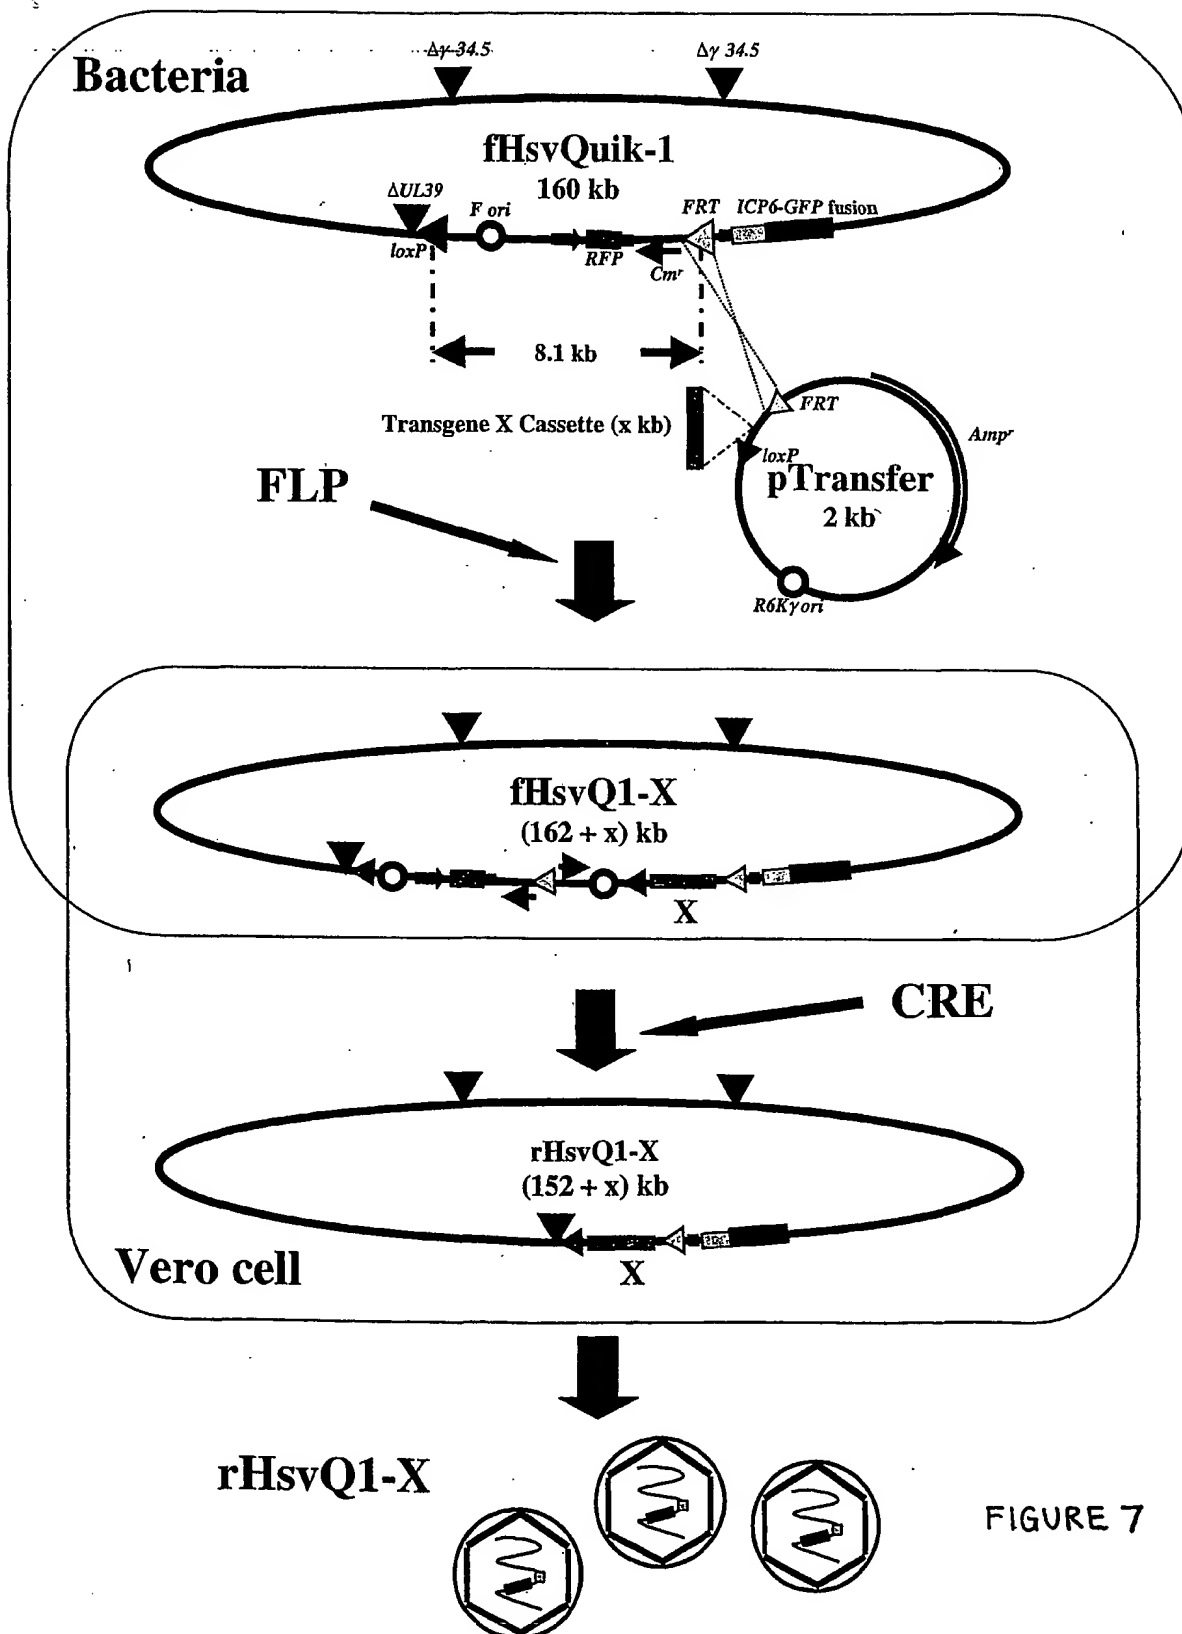 Δγ 34.5
Δγ 34.5
Bacteria
fHsvQuik-1
160 kb
ΔUL39
F ori
FRT
ICP6-GFP fusion
loxP
RFP
Cmʳ
8.1 kb
Transgene X Cassette (x kb)
FRT
Ampʳ
loxP
pTransfer
2 kb
FLP
R6Kγ ori
fHsvQ1-X
(162 + x) kb
X
CRE
rHsvQ1-X
(152 + x) kb
X
Vero cell
rHsvQ1-X
FIGURE 7